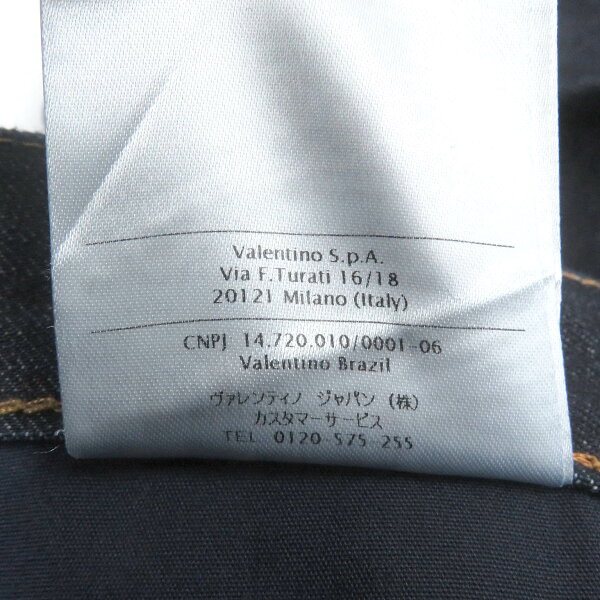 Valentino S.p.A.
Via F.Turati 16/18
20121 Milano (Italy)
CNPJ 14.720.010/0001-06
Valentino Brazil
ヴァレンティノ ジャパン (株)
カスタマーサービス
TEL 0120-575-255